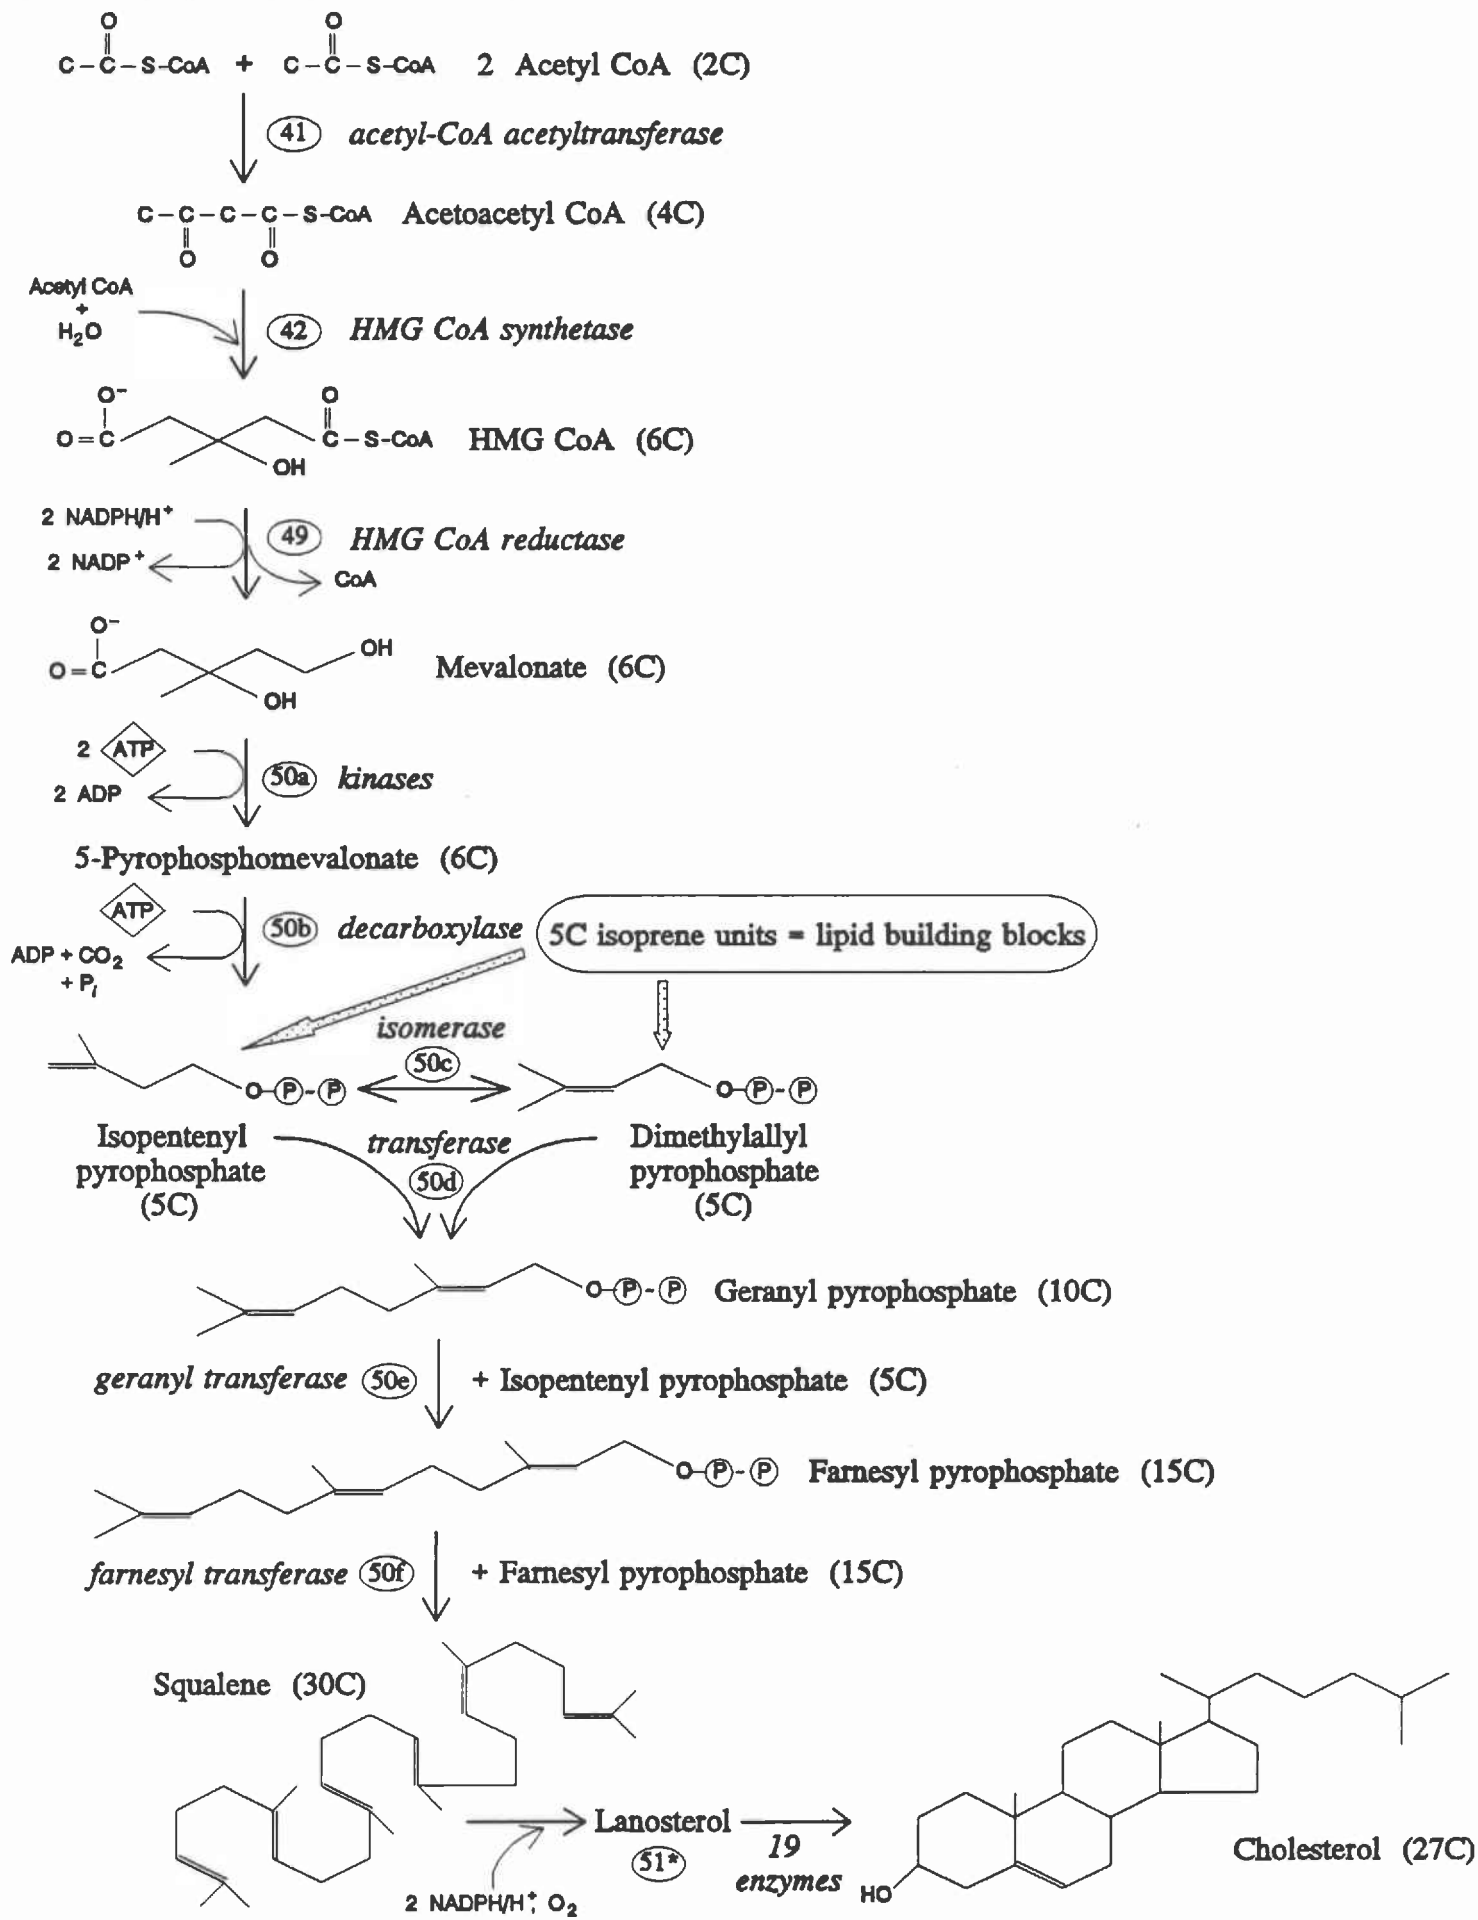 O O
C-C-S-CoA + C-C-S-CoA 2 Acetyl CoA (2C)
41 acetyl-CoA acetyltransferase
C-C-C-C-S-CoA Acetoacetyl CoA (4C)
O O
Acetyl CoA
+
H2O
42 HMG CoA synthetase
O- O
O=C C-S-CoA HMG CoA (6C)
OH
2 NADPH/H+
49 HMG CoA reductase
2 NADP+
CoA
O-
OH
O=C Mevalonate (6C)
OH
2 ATP
50a kinases
2 ADP
5-Pyrophosphomevalonate (6C)
ATP
50b decarboxylase
5C isoprene units = lipid building blocks
ADP + CO2
+ Pi
isomerase
50c
O-P-P O-P-P
Isopentenyl
pyrophosphate
(5C)
transferase
50d
Dimethylallyl
pyrophosphate
(5C)
O-P-P Geranyl pyrophosphate (10C)
geranyl transferase 50e + Isopentenyl pyrophosphate (5C)
O-P-P Farnesyl pyrophosphate (15C)
farnesyl transferase 50f + Farnesyl pyrophosphate (15C)
Squalene (30C)
Lanosterol
51*
19
enzymes
2 NADPH/H+, O2
HO
Cholesterol (27C)